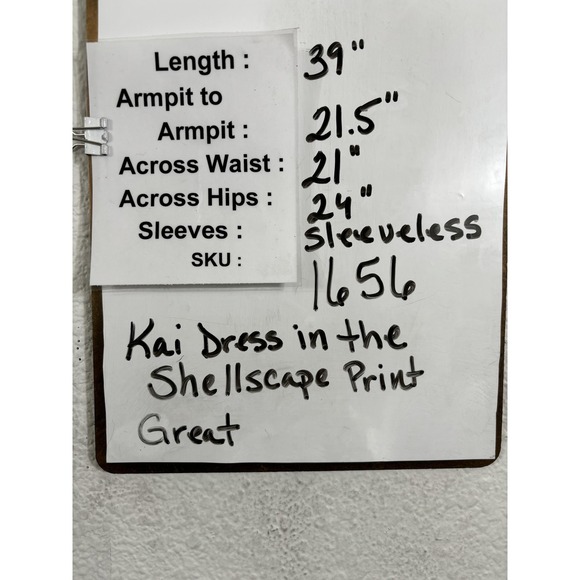 Length : 39"
Armpit to
Armpit : 21.5"
Across Waist : 21"
Across Hips : 24"
Sleeves : sleeveless
SKU : 1656
Kai Dress in the
Shellscape Print
Great